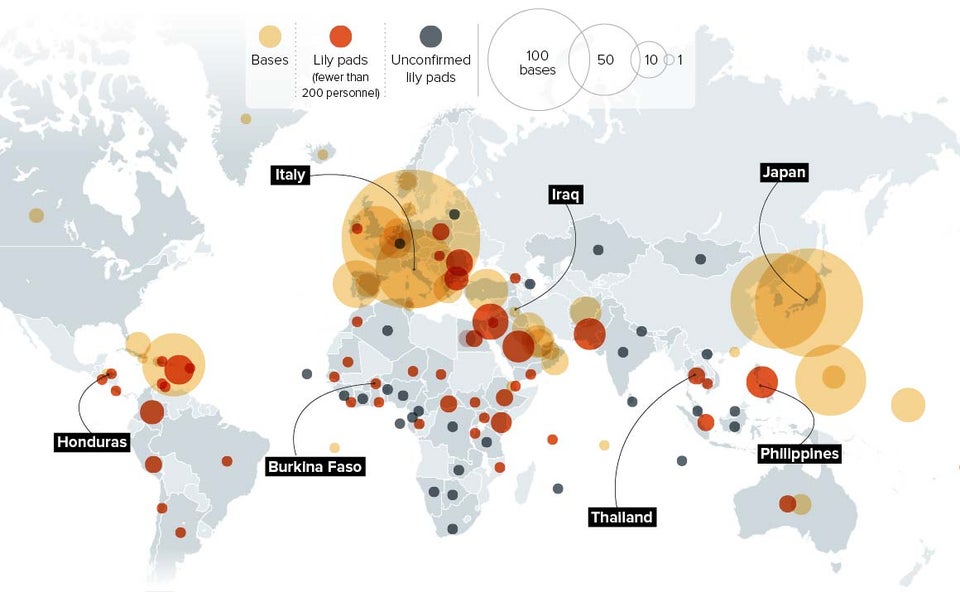 Bases
Lily pads
(fewer than
200 personnel)
Unconfirmed
lily pads
100
bases
50
10
1
Italy
Iraq
Japan
Honduras
Burkina Faso
Thailand
Philippines